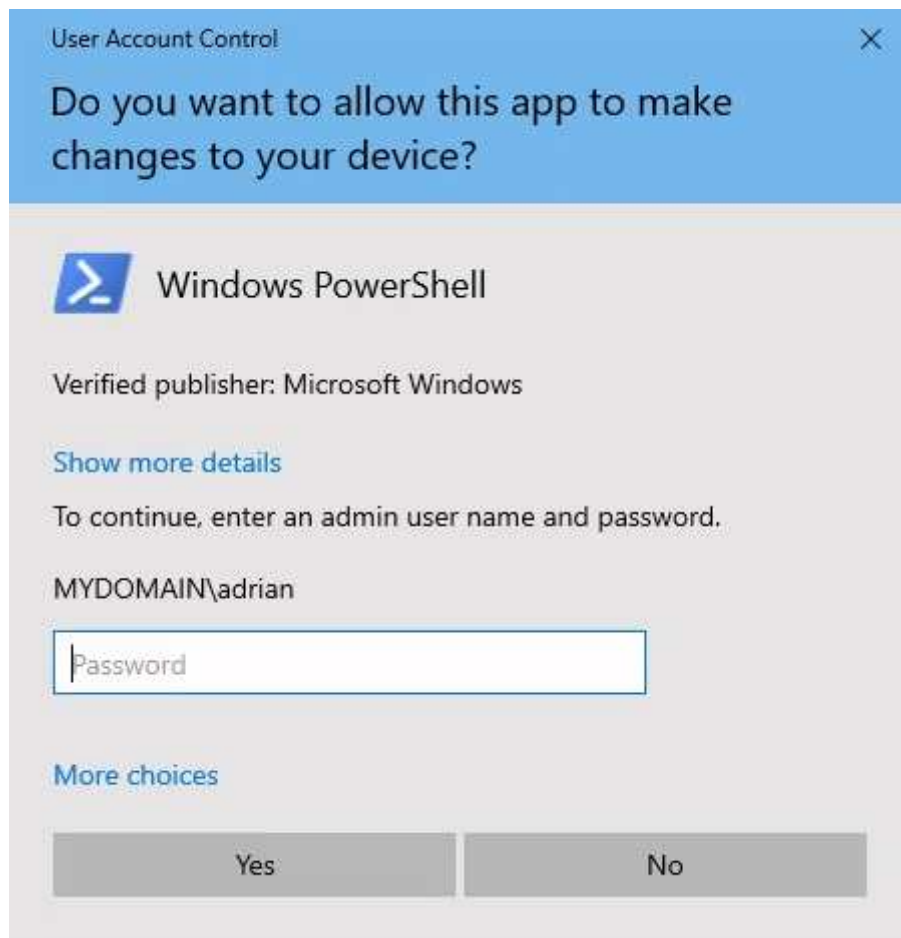 User Account Control
Do you want to allow this app to make
changes to your device?
Windows PowerShell
Verified publisher: Microsoft Windows
Show more details
To continue, enter an admin user name and password.
MYDOMAIN\adrian
Password
More choices
Yes
No